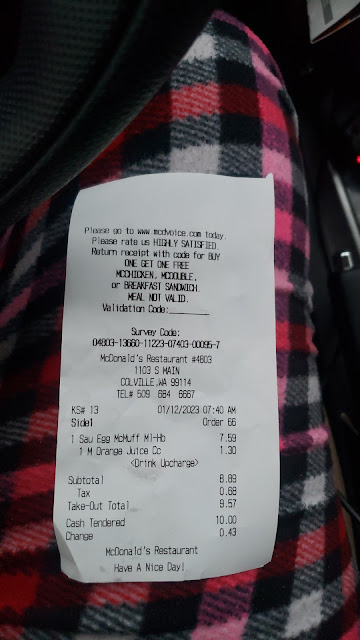 Please go to www.mcdvoice.com today.
Please rate us HIGHLY SATISFIED.
Return receipt with code for BUY
ONE GET ONE FREE
MCCHICKEN, MCDOUBLE,
or BREAKFAST SANDWICH.
MEAL NOT VALID.
Validation Code:________
Survey Code:
04803-13660-11223-07403-00095-7
McDonald's Restaurant #4803
1103 S MAIN
COLVILLE,WA 99114
TEL# 509 684 6667
KS# 13 01/12/2023 07:40 AM
Side1 Order 66
1 Sau Egg McMuff Ml-Hb 7.59
1 M Orange Juice Cc 1.30
<Drink Upcharge>
Subtotal 8.89
Tax 0.68
Take-Out Total 9.57
Cash Tendered 10.00
Change 0.43
McDonald's Restaurant
Have A Nice Day!